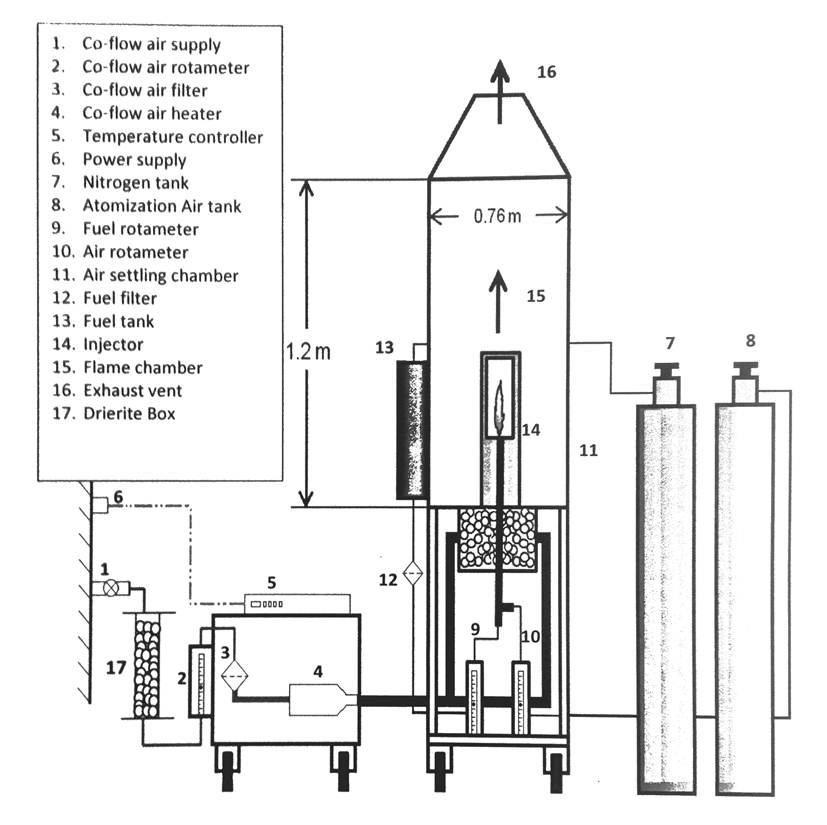 1. Co-flow air supply
2. Co-flow air rotameter
3. Co-flow air filter
4. Co-flow air heater
5. Temperature controller
6. Power supply
7. Nitrogen tank
8. Atomization Air tank
9. Fuel rotameter
10. Air rotameter
11. Air settling chamber
12. Fuel filter
13. Fuel tank
14. Injector
15. Flame chamber
16. Exhaust vent
17. Drierite Box
16
0.76 m
15
1.2 m
13
7
8
14
11
6
1
5
12
17
2
3
4
9
10